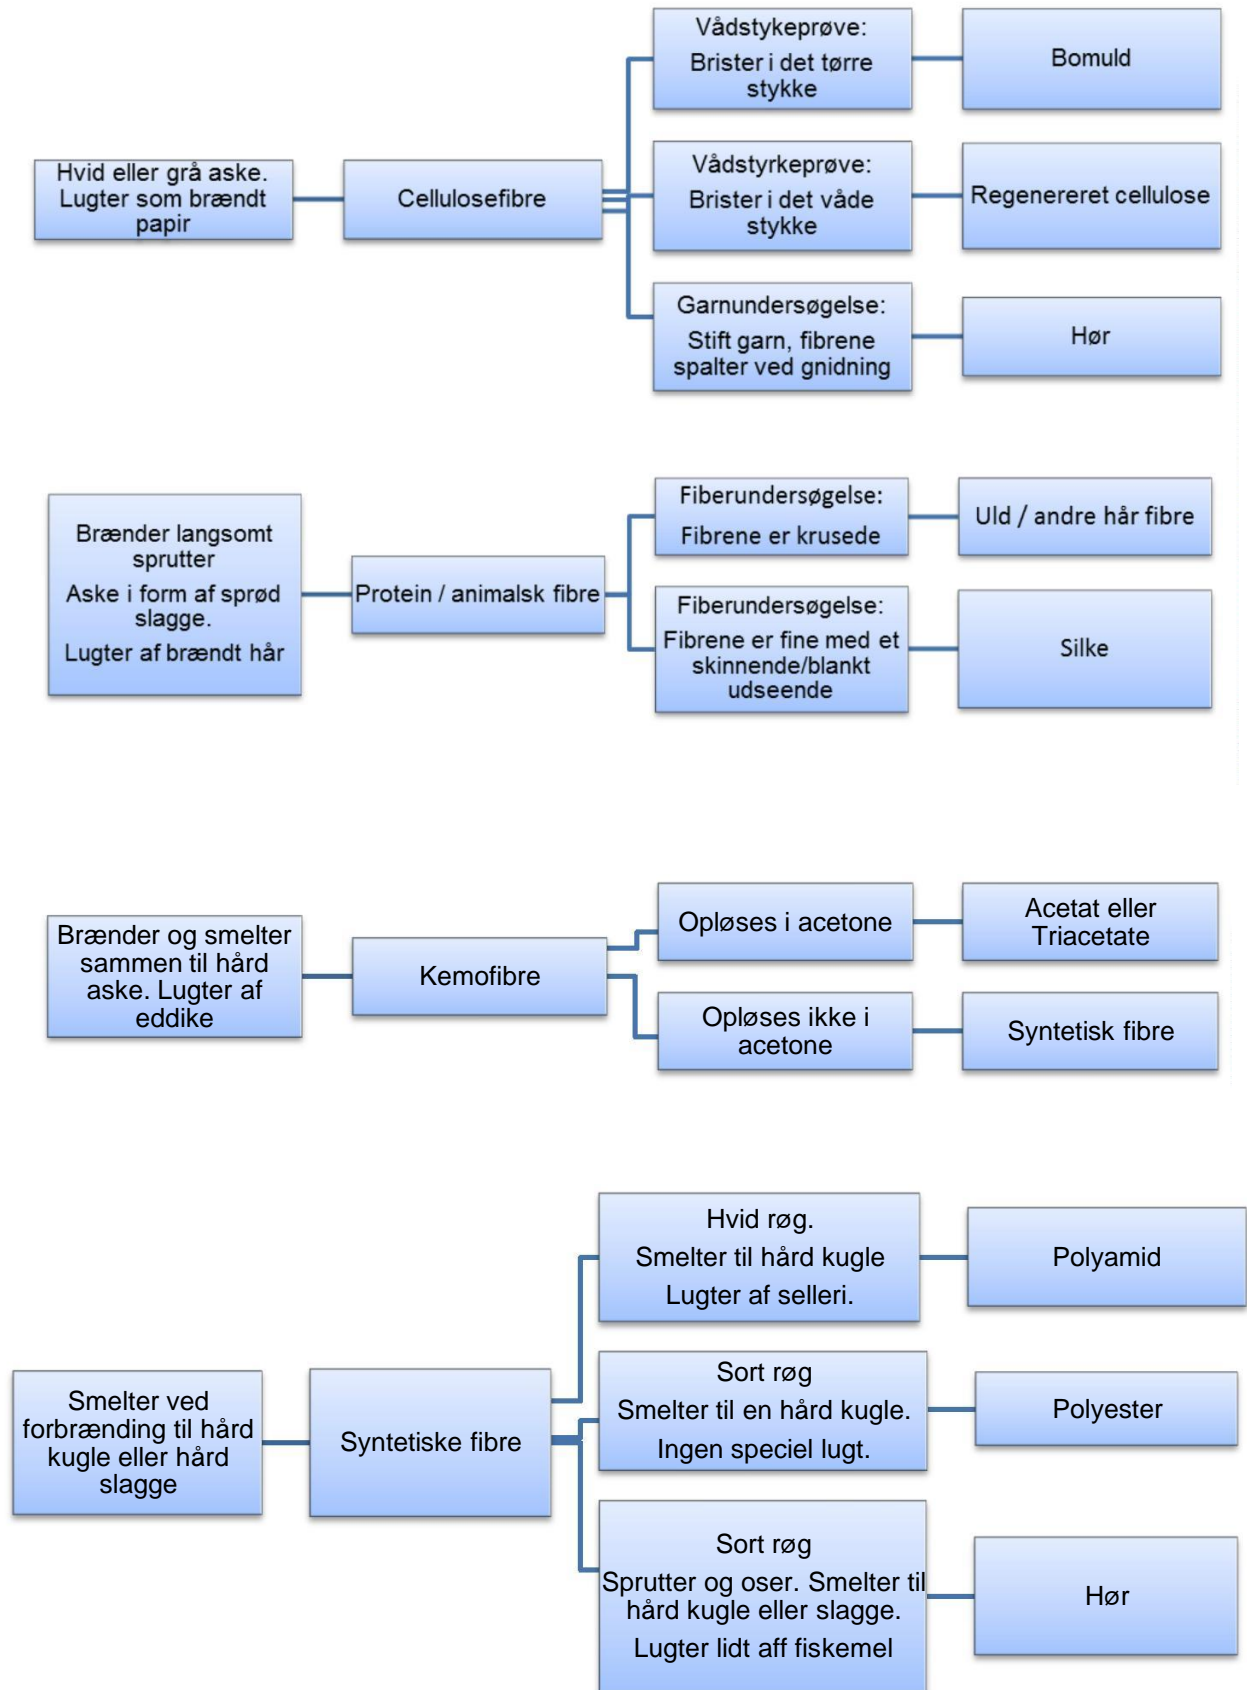 Hvid eller grå aske.
Lugter som brændt
papir
Cellulosefibre
Vådstykeprøve:
Brister i det tørre
stykke
Bomuld
Vådstyrkeprøve:
Brister i det våde
stykke
Regenereret cellulose
Garnundersøgelse:
Stift garn, fibrene
spalter ved gnidning
Hør
Brænder langsomt
sprutter
Aske i form af sprød
slagge.
Lugter af brændt hår
Protein / animalsk fibre
Fiberundersøgelse:
Fibrene er krusede
Uld / andre hår fibre
Fiberundersøgelse:
Fibrene er fine med et
skinnende/blankt
udseende
Silke
Brænder og smelter
sammen til hård
aske. Lugter af
eddike
Kemofibre
Opløses i acetone
Acetat eller
Triacetate
Opløses ikke i
acetone
Syntetisk fibre
Smelter ved
forbrænding til hård
kugle eller hård
slagge
Syntetiske fibre
Hvid røg.
Smelter til hård kugle
Lugter af selleri.
Polyamid
Sort røg
Smelter til en hård kugle.
Ingen speciel lugt.
Polyester
Sort røg
Sprutter og oser. Smelter til
hård kugle eller slagge.
Lugter lidt aff fiskemel
Hør